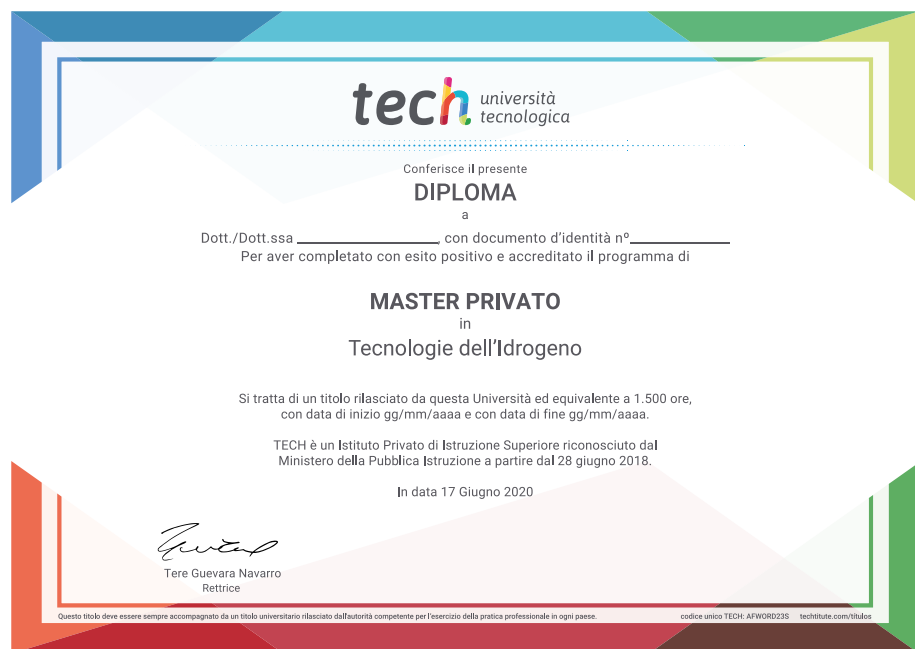 tech università
tecnologica
Conferisce il presente
DIPLOMA
a
Dott./Dott.ssa ____________________, con documento d'identità nº______________
Per aver completato con esito positivo e accreditato il programma di
MASTER PRIVATO
in
Tecnologie dell'Idrogeno
Si tratta di un titolo rilasciato da questa Università ed equivalente a 1.500 ore,
con data di inizio gg/mm/aaaa e con data di fine gg/mm/aaaa.
TECH è un Istituto Privato di Istruzione Superiore riconosciuto dal
Ministero della Pubblica Istruzione a partire dal 28 giugno 2018.
In data 17 Giugno 2020
Tere Guevara Navarro
Rettrice
Questo titolo deve essere sempre accompagnato da un titolo universitario rilasciato dall'autorità competente per l'esercizio della pratica professionale in ogni paese. codice unico TECH: AFWORD23S techtitute.com/titulos